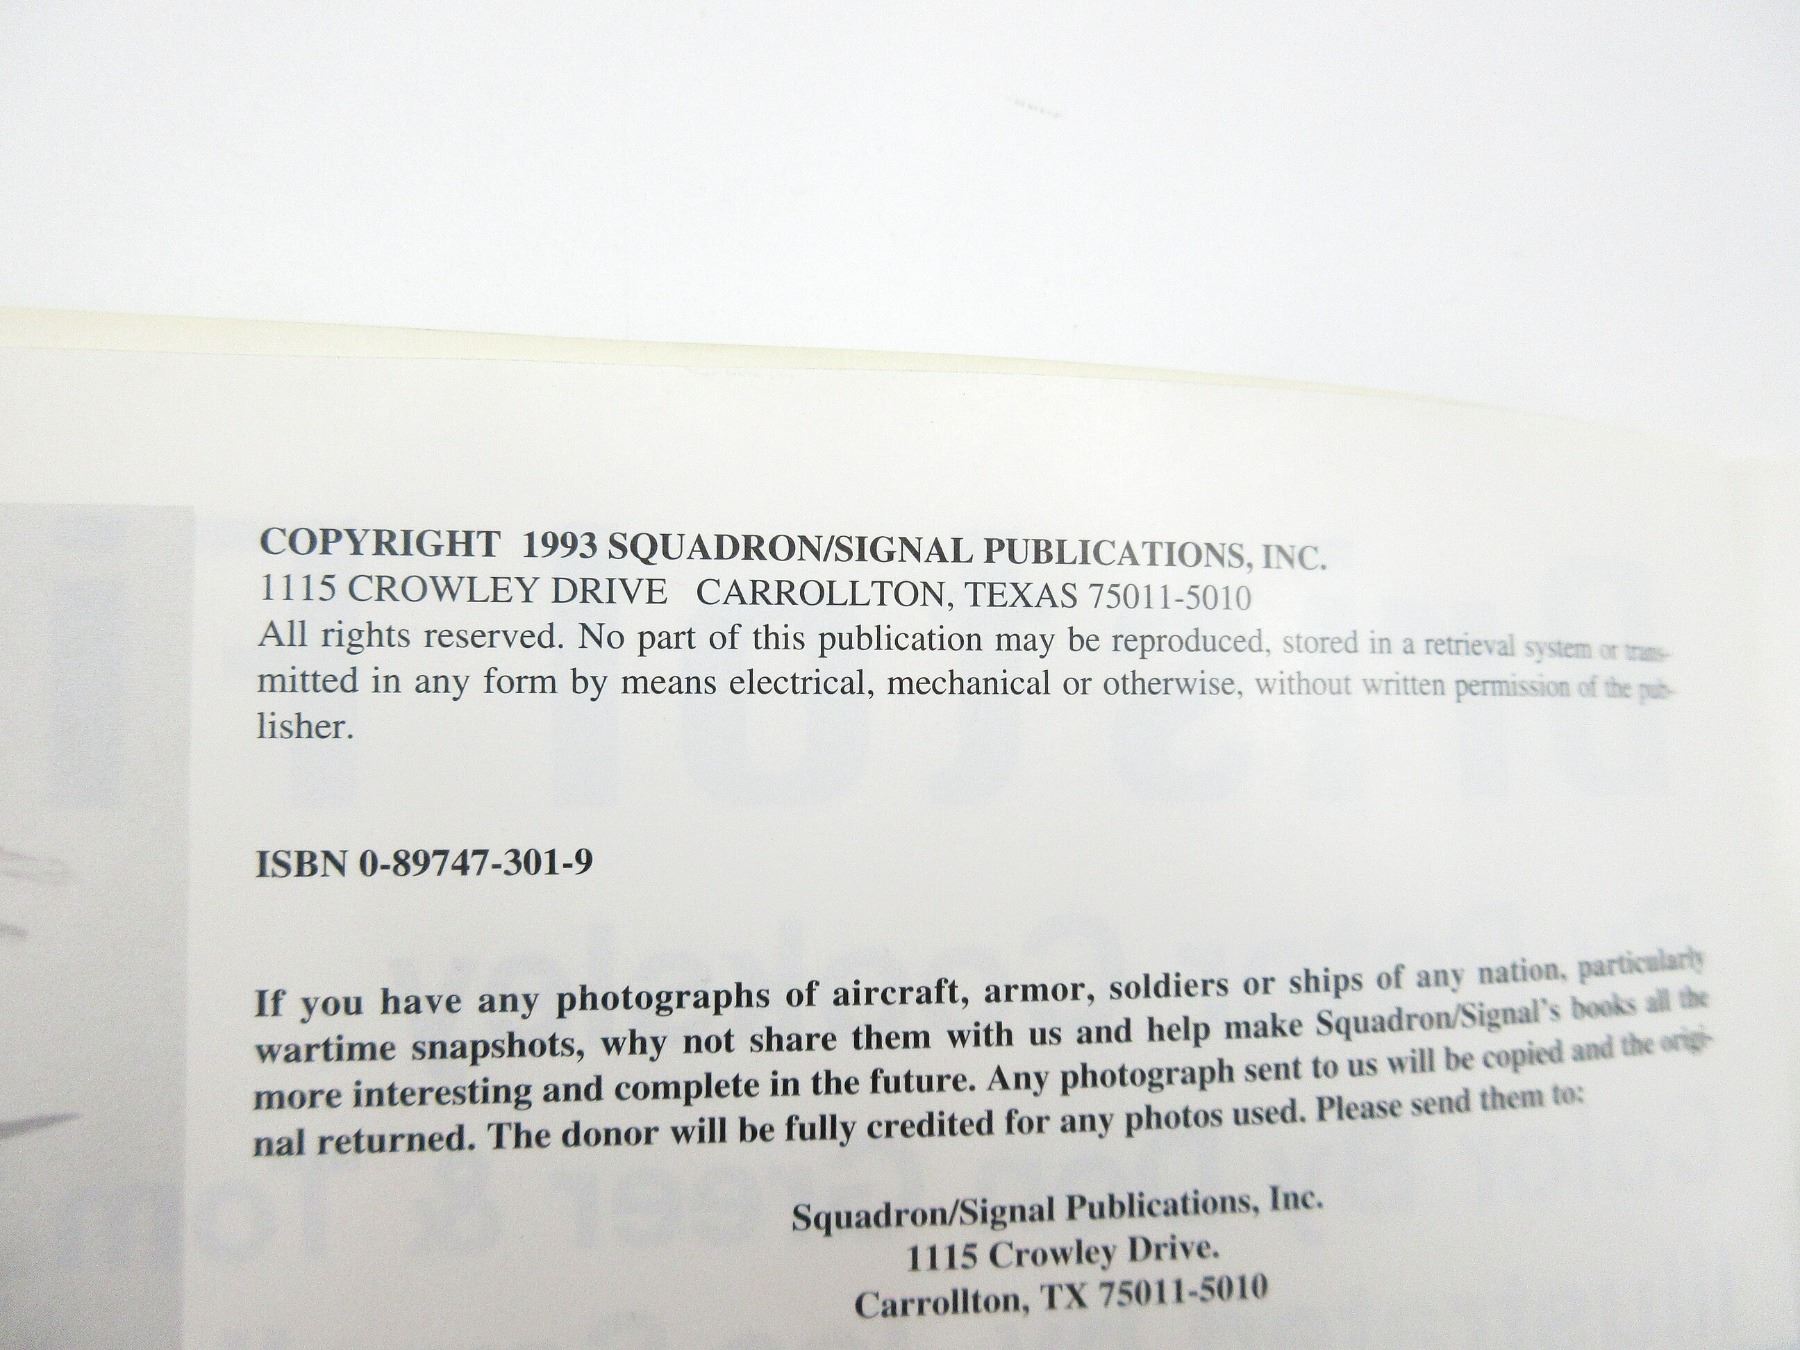 COPYRIGHT 1993 SQUADRON/SIGNAL PUBLICATIONS, INC.
1115 CROWLEY DRIVE CARROLLTON, TEXAS 75011-5010
All rights reserved. No part of this publication may be reproduced, stored in a retrieval system or trans-
mitted in any form by means electrical, mechanical or otherwise, without written permission of the pub-
lisher.
ISBN 0-89747-301-9
If you have any photographs of aircraft, armor, soldiers or ships of any nation, particularly
wartime snapshots, why not share them with us and help make Squadron/Signal's books all the
more interesting and complete in the future. Any photograph sent to us will be copied and the origi-
nal returned. The donor will be fully credited for any photos used. Please send them to:
Squadron/Signal Publications, Inc.
1115 Crowley Drive.
Carrollton, TX 75011-5010